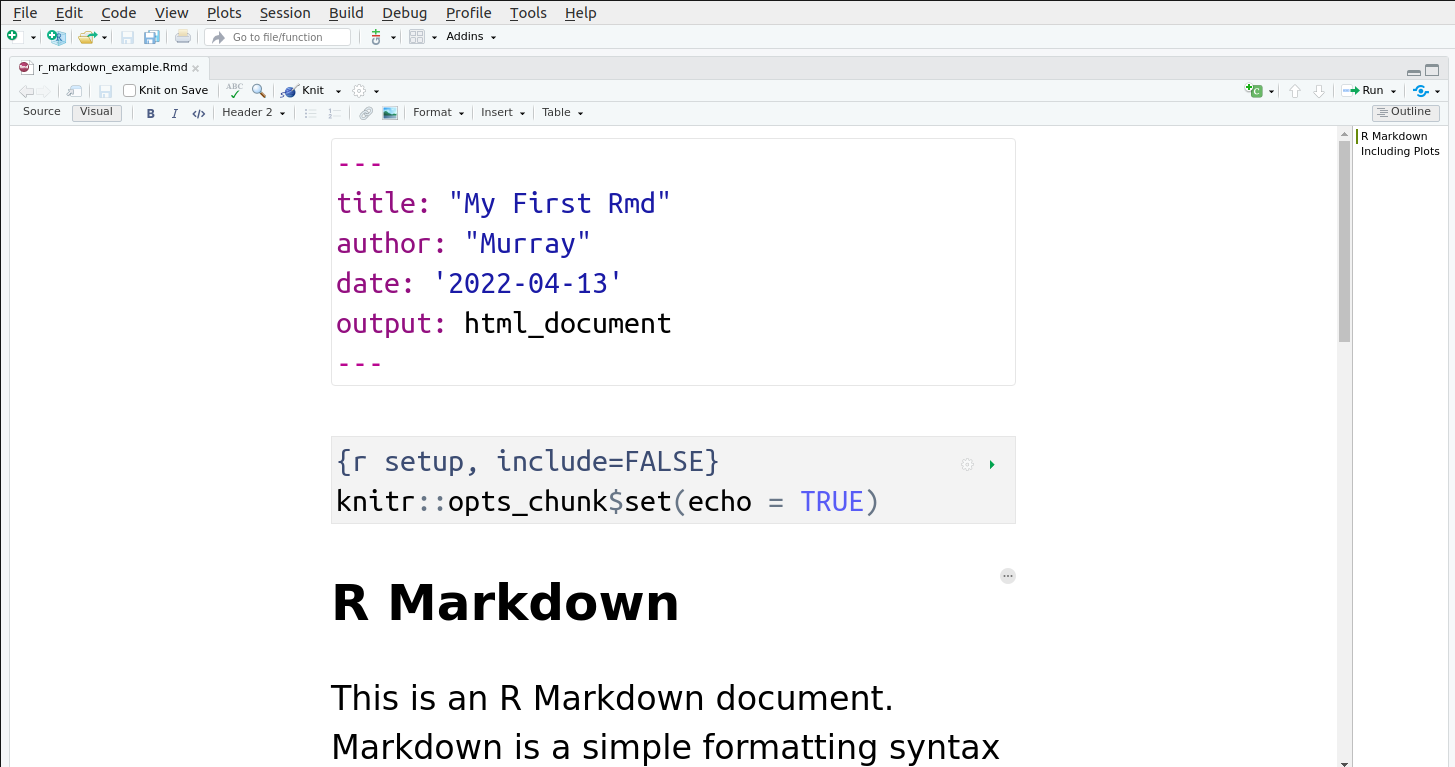 File Edit Code View Plots Session Build Debug Profile Tools Help
Go to file/function Addins
r_markdown_example.Rmd
Knit on Save ABC Knit Run
Source Visual B I </> Header 2 Format Insert Table Outline
---
title: "My First Rmd"
author: "Murray"
date: '2022-04-13'
output: html_document
---
{r setup, include=FALSE}
knitr::opts_chunk$set(echo = TRUE)
R Markdown
This is an R Markdown document.
Markdown is a simple formatting syntax
R Markdown
Including Plots